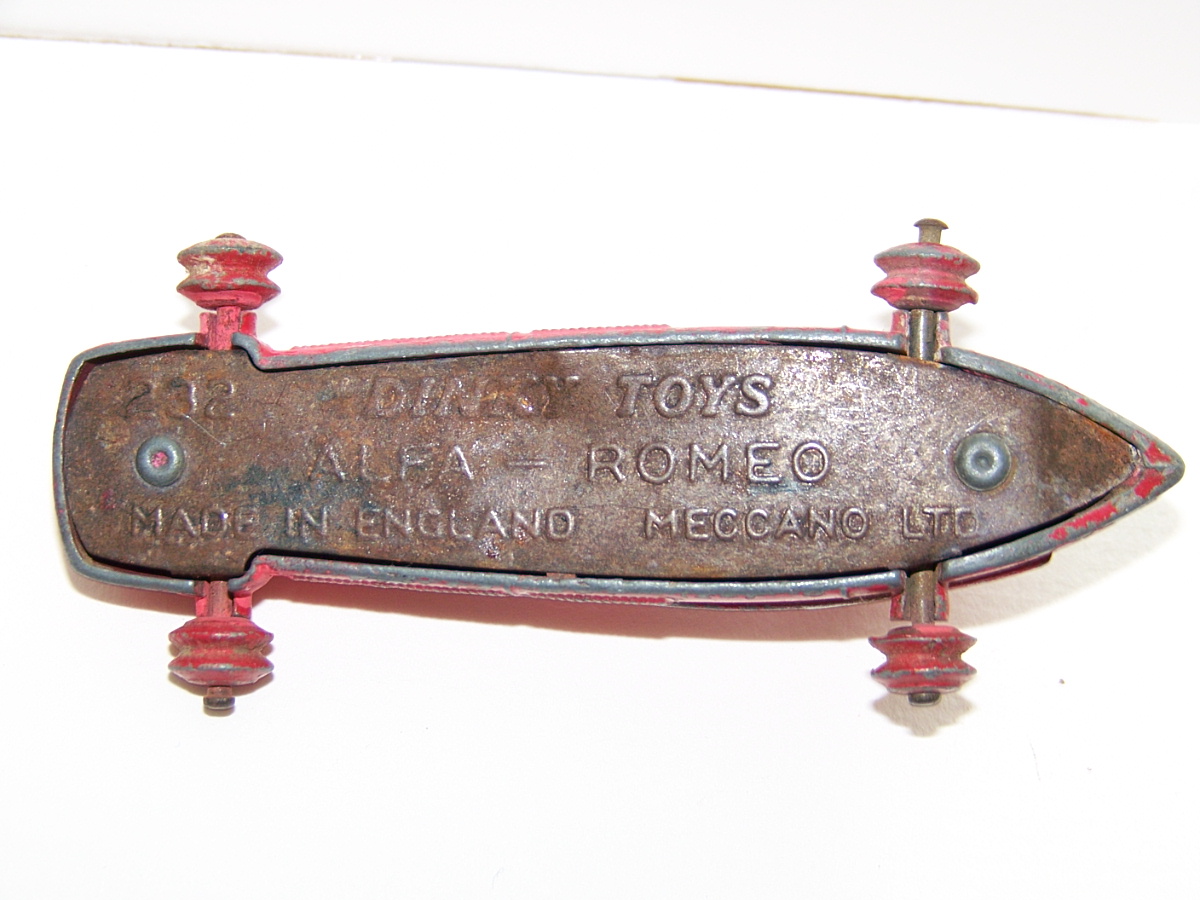 232 DINKY TOYS
ALFA - ROMEO
MADE IN ENGLAND MECCANO LTD